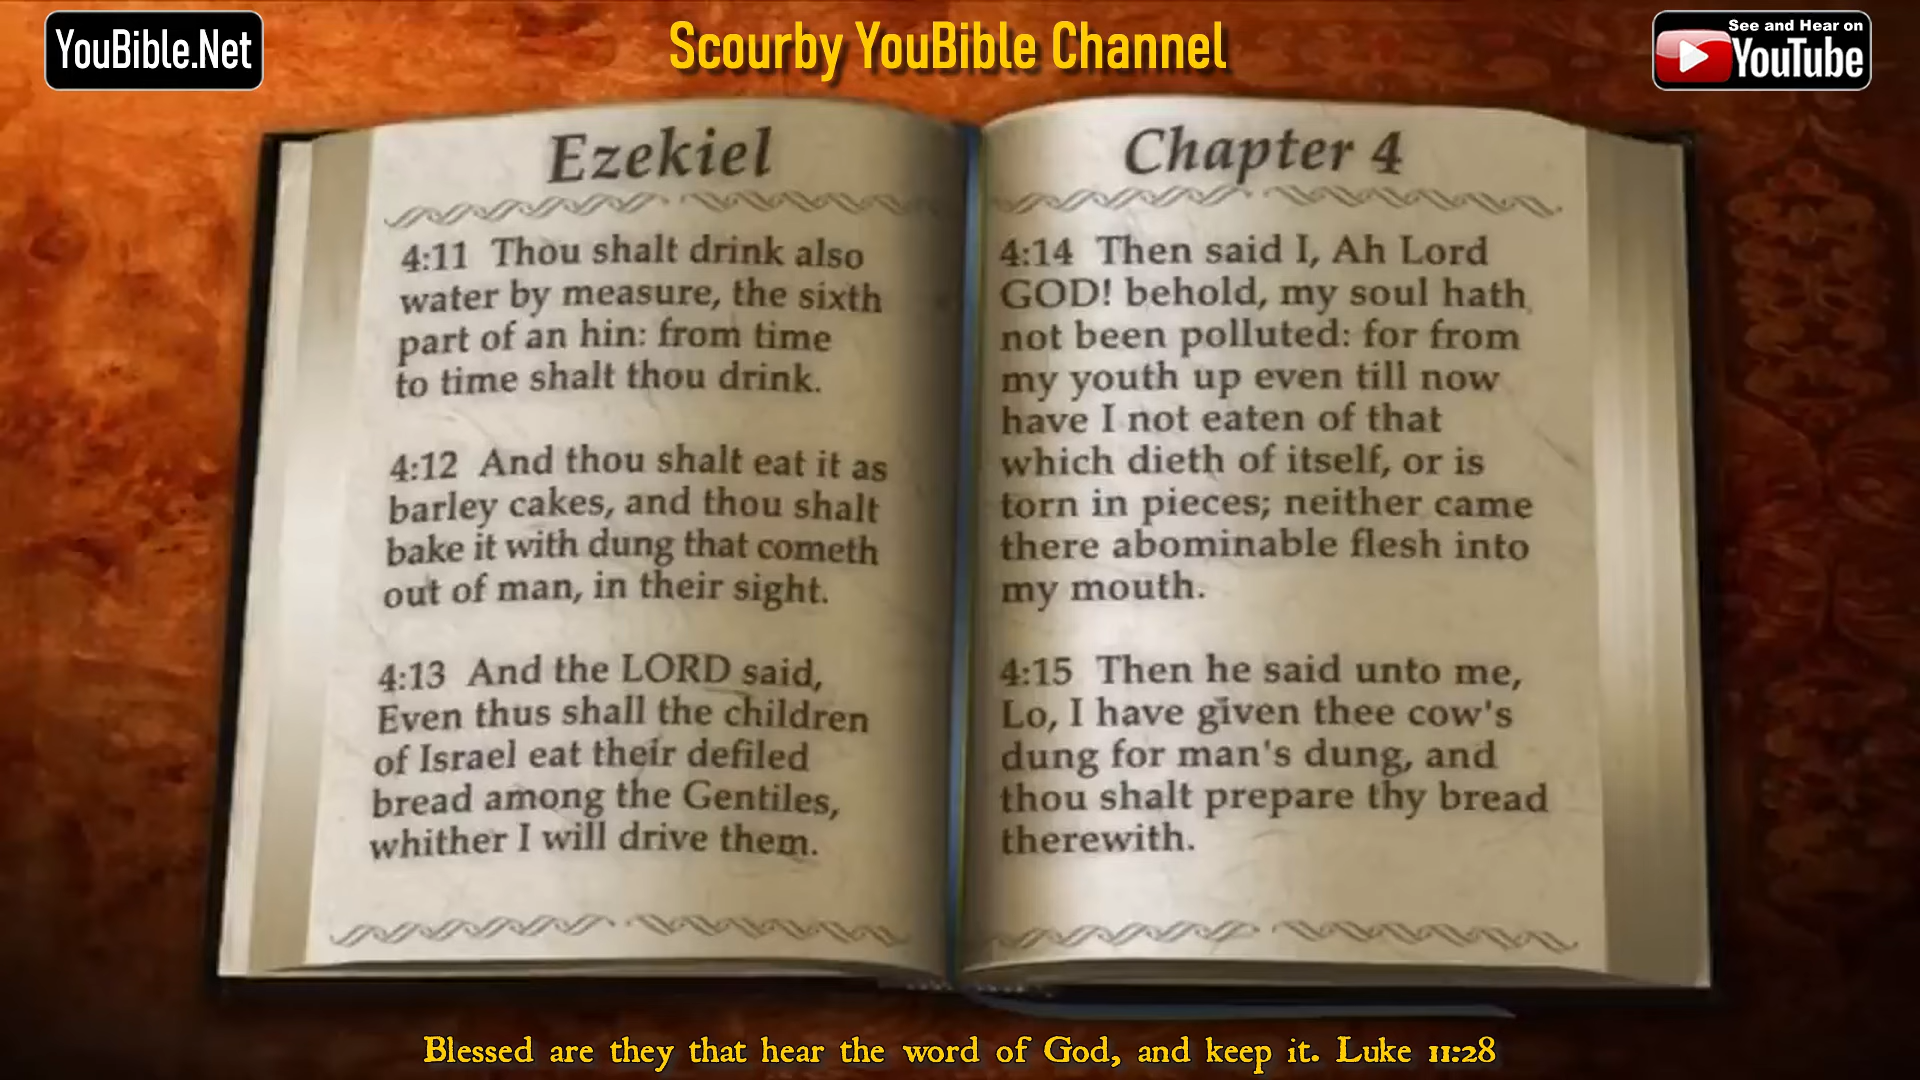 YouBible.Net
Scourby YouBible Channel
See and Hear on
YouTube
Ezekiel
4:11 Thou shalt drink also
water by measure, the sixth
part of an hin: from time
to time shalt thou drink.
4:12 And thou shalt eat it as
barley cakes, and thou shalt
bake it with dung that cometh
out of man, in their sight.
4:13 And the LORD said,
Even thus shall the children
of Israel eat their defiled
bread among the Gentiles,
whither I will drive them.
Chapter 4
4:14 Then said I, Ah Lord
GOD! behold, my soul hath
not been polluted: for from
my youth up even till now
have I not eaten of that
which dieth of itself, or is
torn in pieces; neither came
there abominable flesh into
my mouth.
4:15 Then he said unto me,
Lo, I have given thee cow's
dung for man's dung, and
thou shalt prepare thy bread
therewith.
Blessed are they that hear the word of God, and keep it. Luke 11:28